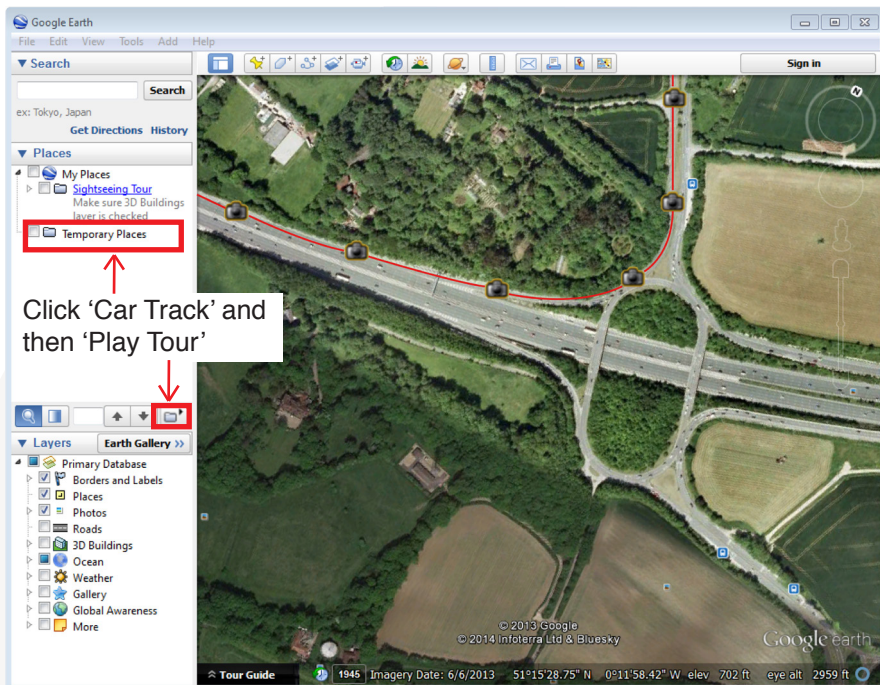 Google Earth
File Edit View Tools Add Help
Search
Search
ex: Tokyo, Japan
Get Directions History
Places
My Places
Sightseeing Tour
Make sure 3D Buildings
layer is checked
Temporary Places
Click ‘Car Track’ and
then ‘Play Tour’
Layers
Earth Gallery >>
Primary Database
Borders and Labels
Places
Photos
Roads
3D Buildings
Ocean
Weather
Gallery
Global Awareness
More
Sign in
N
© 2013 Google
© 2014 Infoterra Ltd & Bluesky
Google earth
Tour Guide
1945 Imagery Date: 6/6/2013 51°15'28.75" N 0°11'58.42" W elev 702 ft eye alt 2959 ft